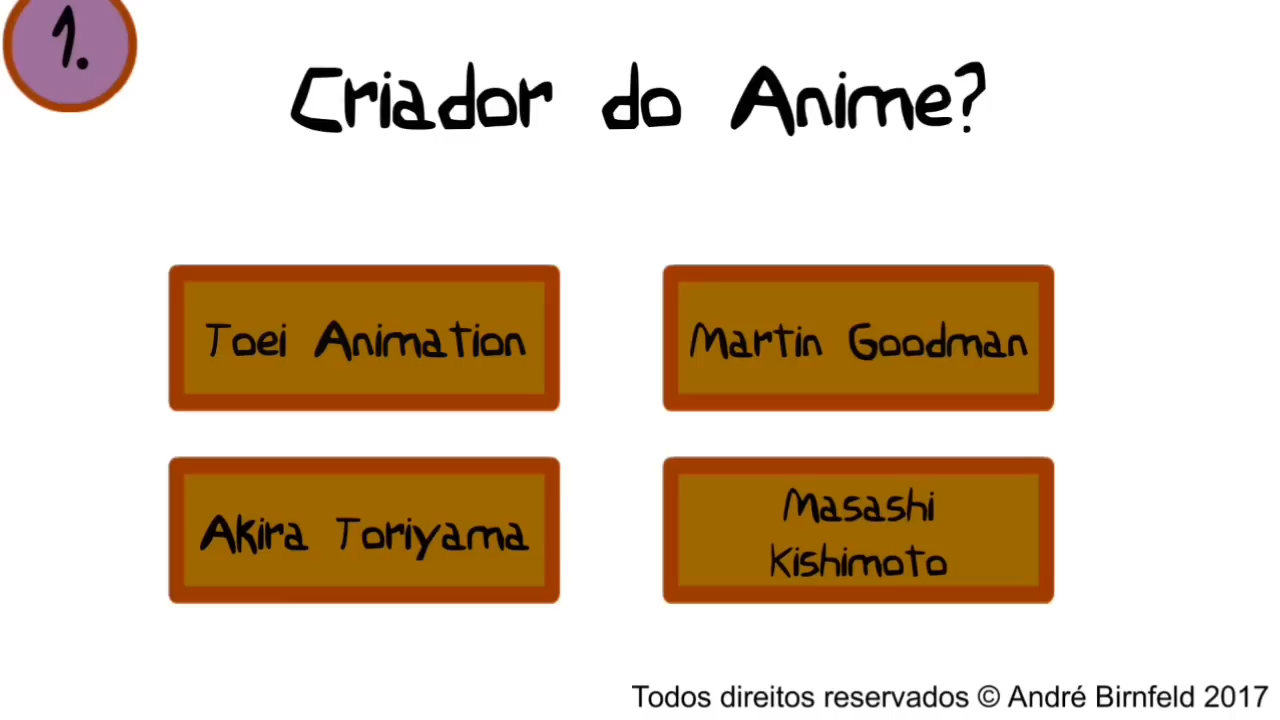 1.
Criador do Anime?
Toei Animation
Martin Goodman
Akira Toriyama
Masashi
Kishimoto
Todos direitos reservados © André Birnfeld 2017